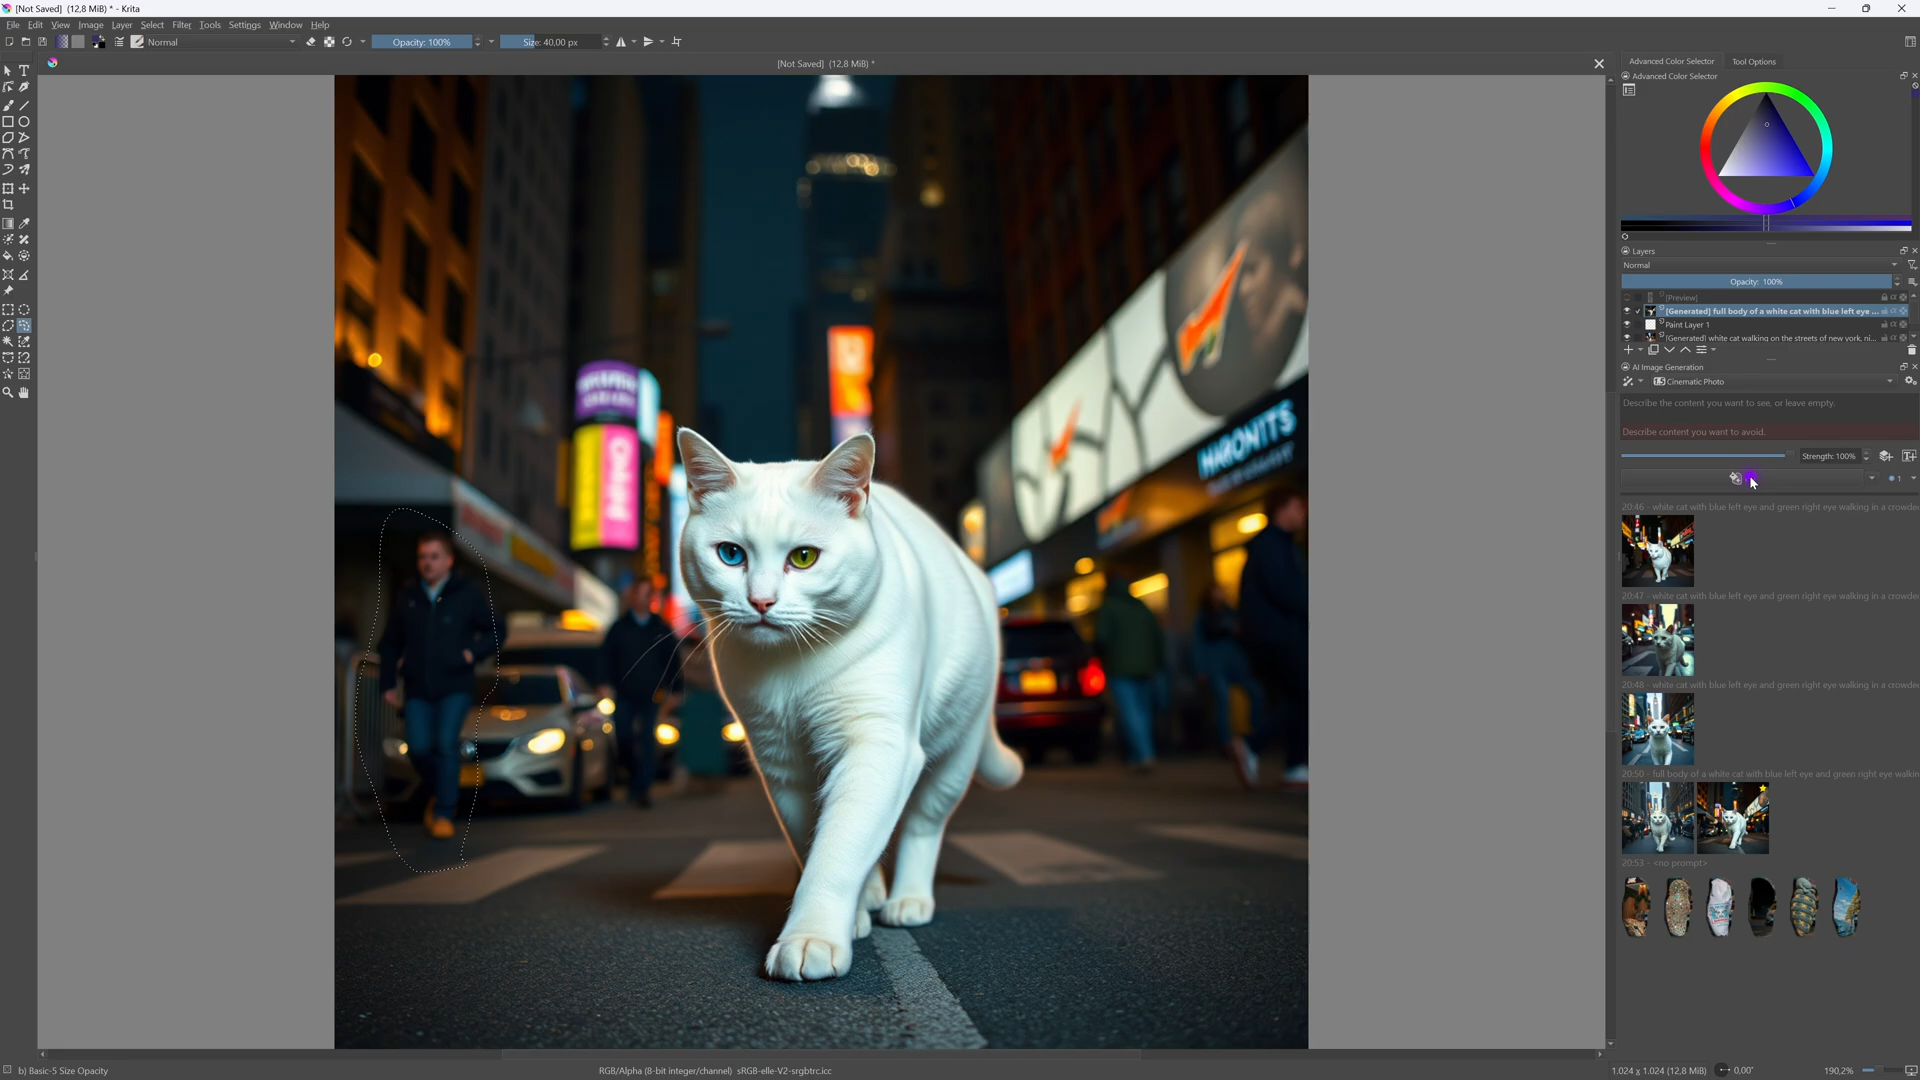 [Not Saved] (12,8 MiB) * - Krita
File Edit View Image Layer Select Filter Tools Settings Window Help
Normal
Opacity: 100%
Size: 40,00 px
[Not Saved] (12,8 MiB) *
Advanced Color Selector
Tool Options
Advanced Color Selector
Layers
Normal
Opacity: 100%
[Preview]
[Generated] full body of a white cat with blue left eye ...
Paint Layer 1
[Generated] white cat walking on the streets of new york, ni...
AI Image Generation
Cinematic Photo
Describe the content you want to see, or leave empty.
Describe content you want to avoid.
Strength: 100%
1
20:46 - white cat with blue left eye and green right eye walking in a crowde
20:47 - white cat with blue left eye and green right eye walking in a crowde
20:48 - white cat with blue left eye and green right eye walking in a crowde
20:50 - full body of a white cat with blue left eye and green right eye walkin
20:53 - <no prompt>
HARONITS
b) Basic-5 Size Opacity
RGB/Alpha (8-bit integer/channel) sRGB-elle-V2-srgbtrc.icc
1.024 x 1.024 (12,8 MiB)
0,00°
190,2%